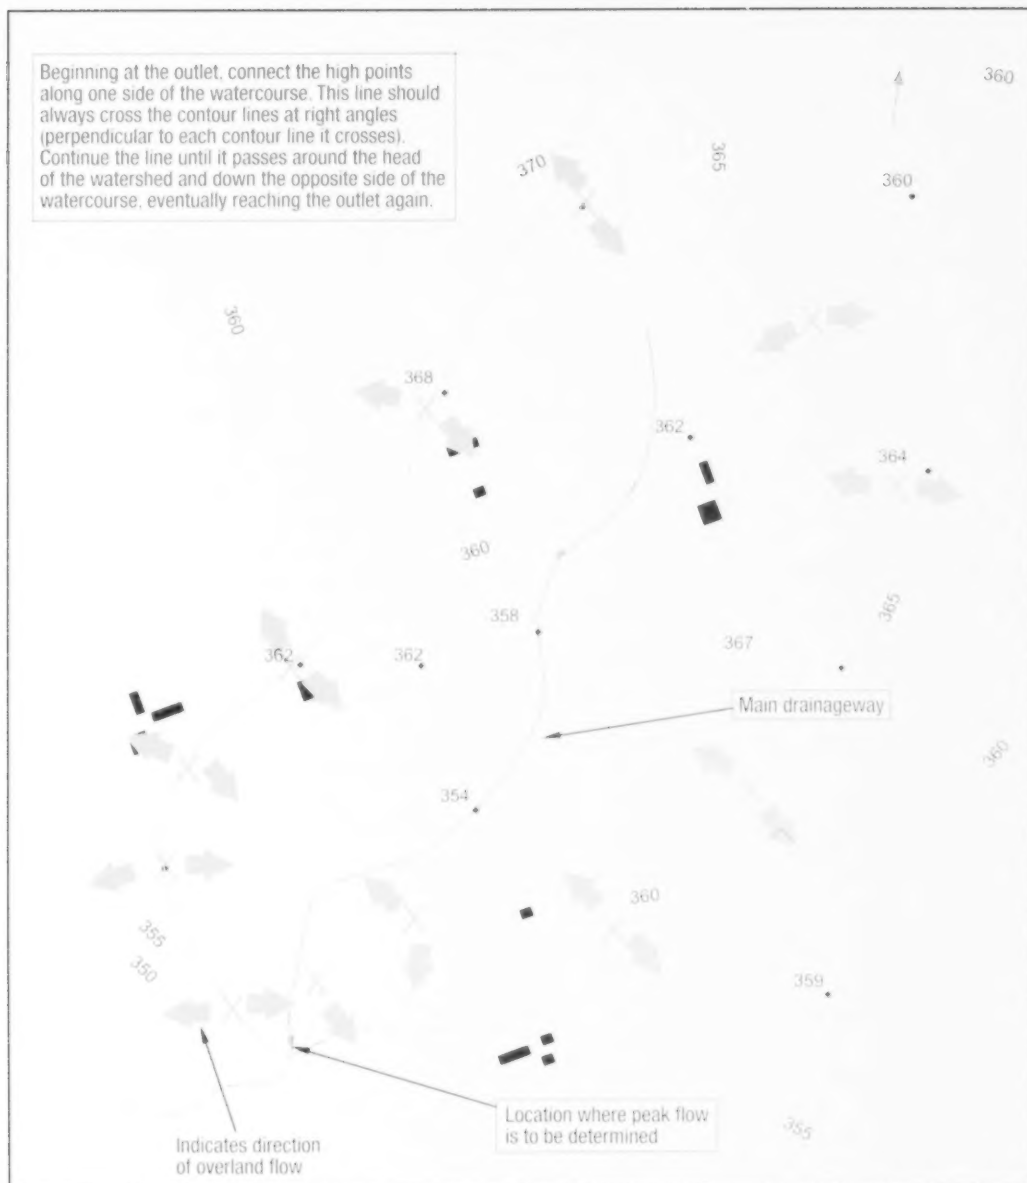 Beginning at the outlet, connect the high points
along one side of the watercourse. This line should
always cross the contour lines at right angles
(perpendicular to each contour line it crosses).
Continue the line until it passes around the head
of the watershed and down the opposite side of the
watercourse, eventually reaching the outlet again.
360
370
365
360
360
368
362
364
360
358
365
367
362
362
Main drainageway
360
354
360
355
350
359
Location where peak flow
is to be determined
355
Indicates direction
of overland flow